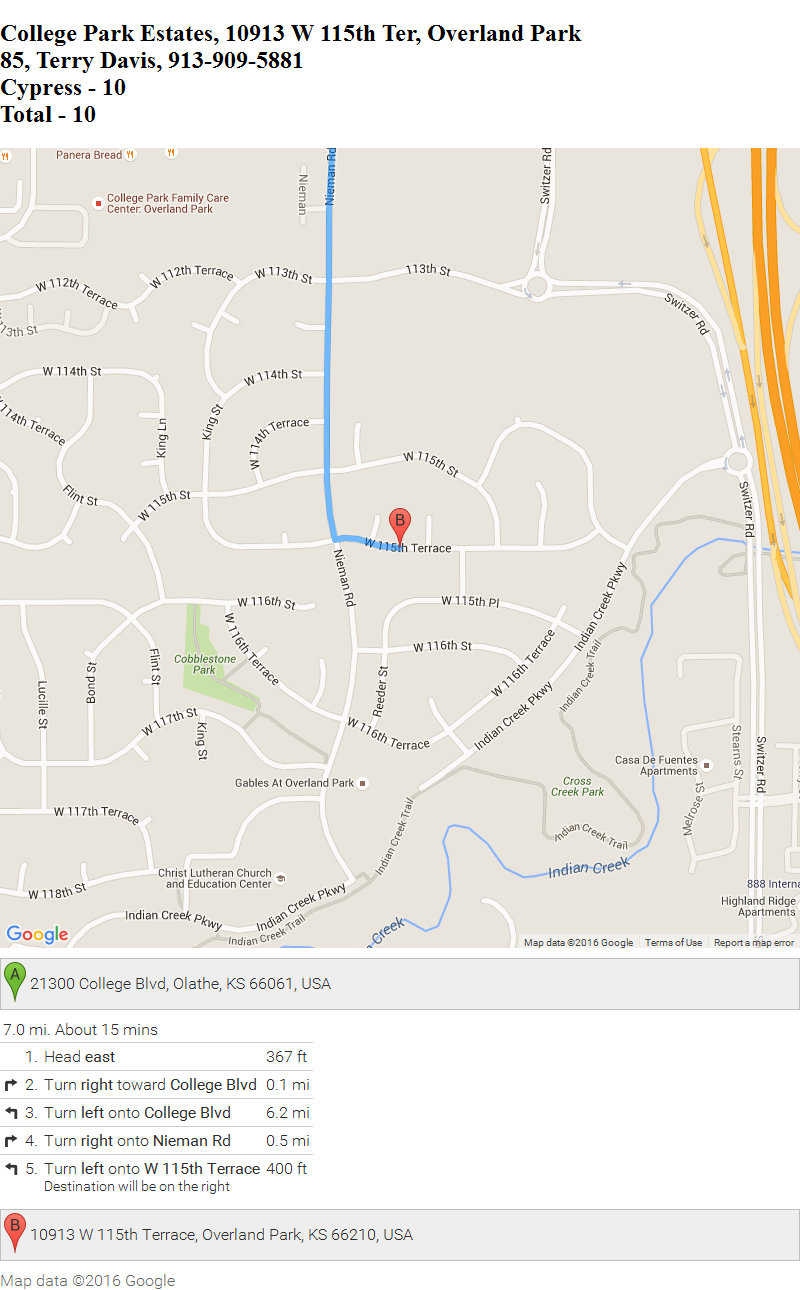 College Park Estates, 10913 W 115th Ter, Overland Park
85, Terry Davis, 913-909-5881
Cypress - 10
Total - 10
Panera Bread
College Park Family Care
Center: Overland Park
Nieman
Nieman Rd
Switzer Rd
W 112th Terrace
W 112th Terrace
W 113th St
113th St
113th St
Switzer Rd
W 114th St
W 114th St
114th Terrace
King Ln
King St
W 114th Terrace
W 115th St
Flint St
W 115th St
Switzer Rd
B
W 115th Terrace
Nieman Rd
Indian Creek Pkwy
W 116th St
W 115th Pl
W 116th Terrace
Cobblestone
Park
W 116th St
W 116th Terrace
Indian Creek Trail
Flint St
Bond St
Lucille St
Reeder St
W 117th St
King St
W 116th Terrace
Indian Creek Pkwy
Stearns St
Switzer Rd
Casa De Fuentes
Apartments
Gables At Overland Park
Cross
Creek Park
Melrose St
W 117th Terrace
Indian Creek Trail
Indian Creek Trail
Indian Creek
Christ Lutheran Church
and Education Center
W 118th St
888 Interna
Highland Ridge
Apartments
Indian Creek Pkwy
Indian Creek Pkwy
Indian Creek Trail
Creek
Google
Map data ©2016 Google Terms of Use Report a map error
A 21300 College Blvd, Olathe, KS 66061, USA
7.0 mi. About 15 mins
1. Head east 367 ft
2. Turn right toward College Blvd 0.1 mi
3. Turn left onto College Blvd 6.2 mi
4. Turn right onto Nieman Rd 0.5 mi
5. Turn left onto W 115th Terrace 400 ft
Destination will be on the right
B 10913 W 115th Terrace, Overland Park, KS 66210, USA
Map data ©2016 Google